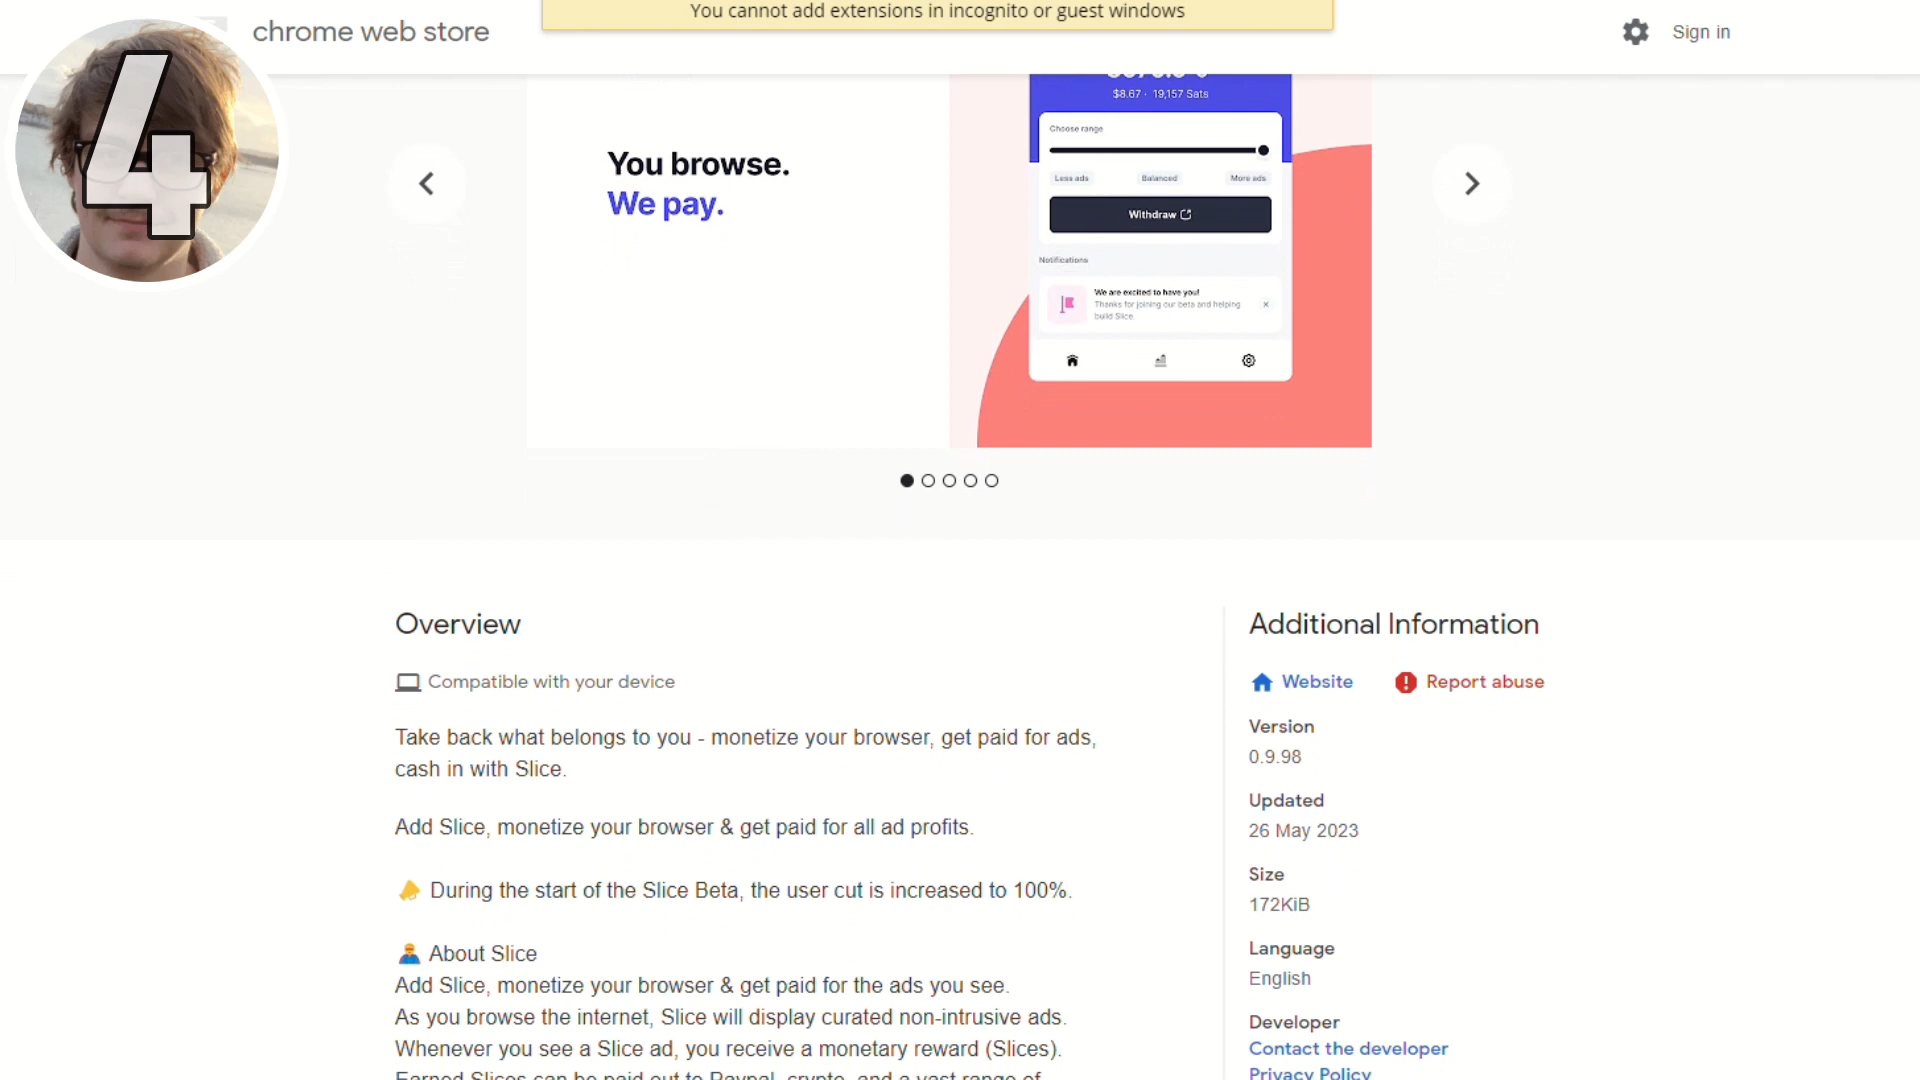 You cannot add extensions in incognito or guest windows
chrome web store
Sign in
4
$8.67 · 19,157 Sats
Choose range
Less ads
Balanced
More ads
Withdraw
Notifications
We are excited to have you!
Thanks for joining our beta and helping
build Slice.
You browse.
We pay.
Overview
Compatible with your device
Take back what belongs to you - monetize your browser, get paid for ads,
cash in with Slice.
Add Slice, monetize your browser & get paid for all ad profits.
During the start of the Slice Beta, the user cut is increased to 100%.
About Slice
Add Slice, monetize your browser & get paid for the ads you see.
As you browse the internet, Slice will display curated non-intrusive ads.
Whenever you see a Slice ad, you receive a monetary reward (Slices).
Earned Slices can be paid out to Paypal, crypto, and a vast range of
Additional Information
Website
Report abuse
Version
0.9.98
Updated
26 May 2023
Size
172KiB
Language
English
Developer
Contact the developer
Privacy Policy